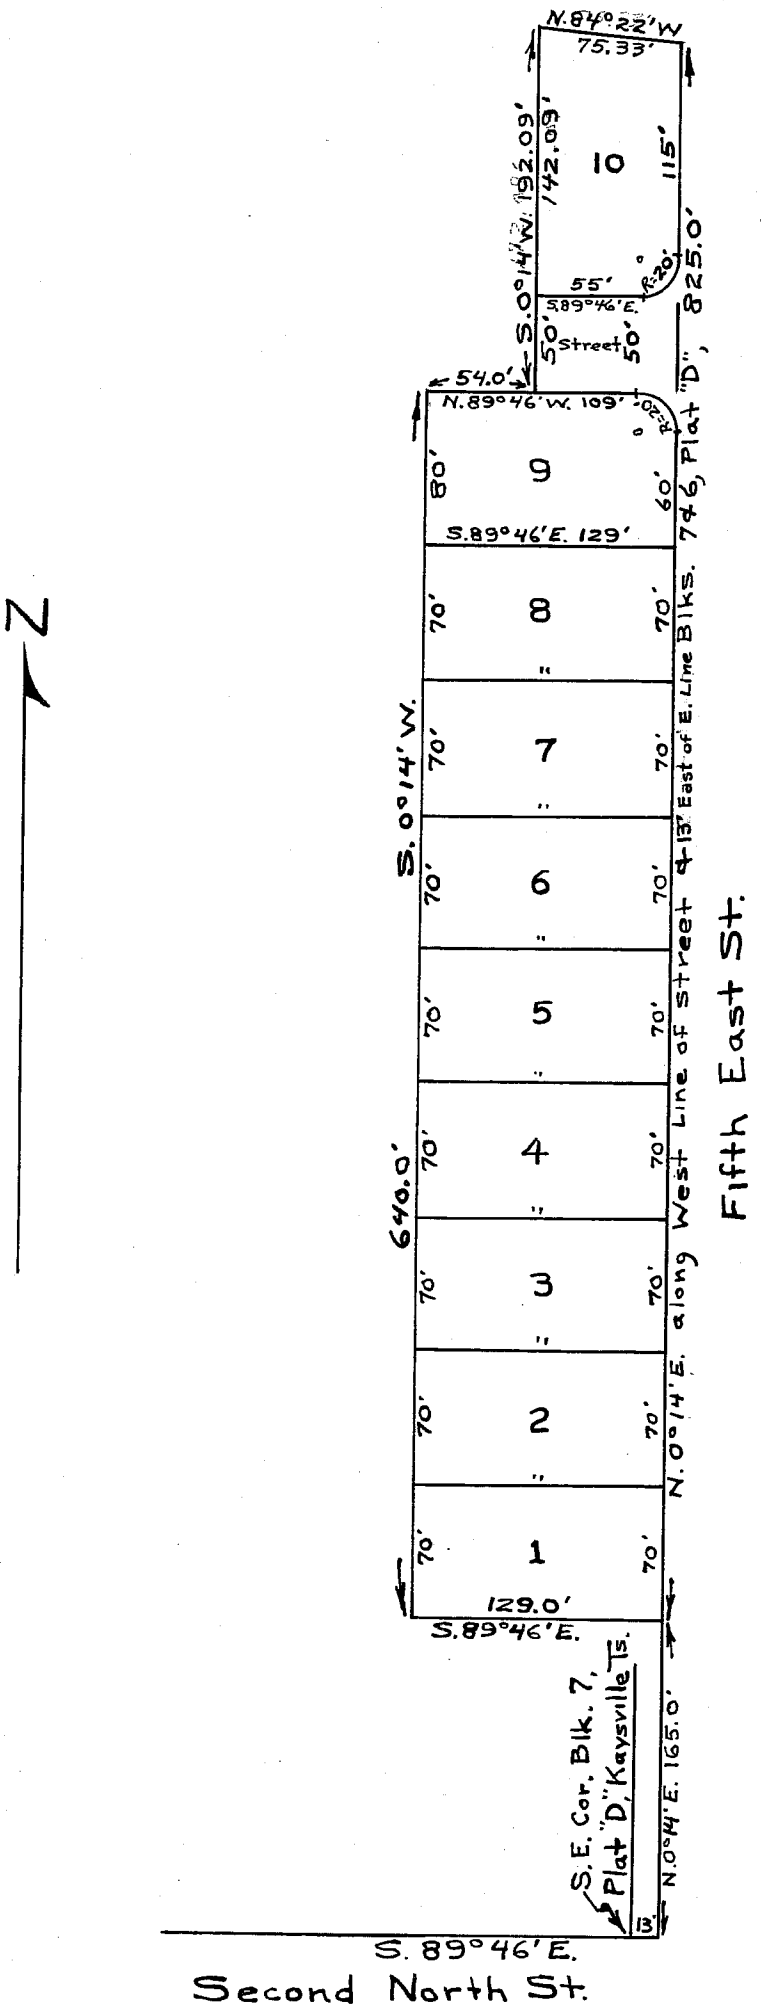 N.84°22'W
75.33'
S.0°14'W. 192.09'
142.09'
10
115'
R=20'
55'
S.89°46'E.
50'
Street
50'
54.0'
N.89°46'W. 109'
R=20'
80'
9
60'
S.89°46'E. 129'
70'
8
70'
"
70'
7
70'
"
70'
6
70'
"
70'
5
70'
"
70'
4
70'
"
70'
3
70'
"
70'
2
70'
"
70'
1
70'
129.0'
S.89°46'E.
S. 0°14' W.
640.0'
N.0°14'E. along West Line of street & 13' East of E. Line Blks. 7&6, Plat "D", 825.0'
Fifth East St.
N
S.E. Cor. Blk. 7,
Plat "D", Kaysville Ts.
N.0°14'E. 165.0'
13'
S. 89°46'E.
Second North St.